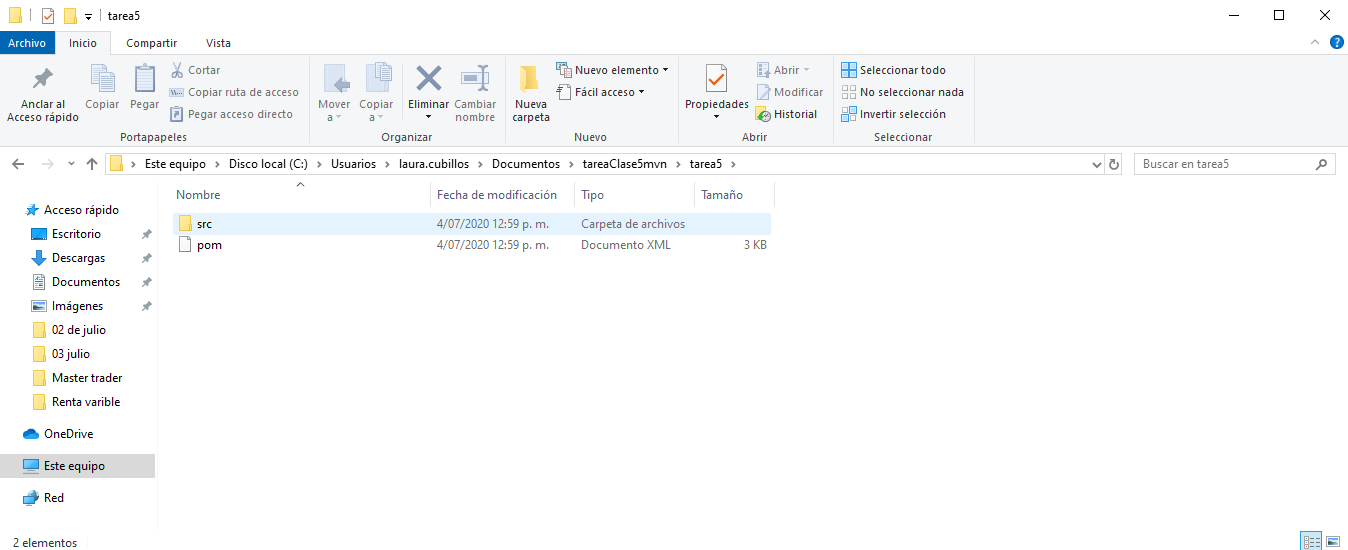 tarea5
Archivo Inicio Compartir Vista
Anclar al Acceso rápido
Copiar
Pegar
Cortar
Copiar ruta de acceso
Pegar acceso directo
Portapapeles
Mover a
Copiar a
Eliminar
Cambiar nombre
Organizar
Nueva carpeta
Nuevo elemento
Fácil acceso
Nuevo
Propiedades
Abrir
Modificar
Historial
Abrir
Seleccionar todo
No seleccionar nada
Invertir selección
Seleccionar
Este equipo > Disco local (C:) > Usuarios > laura.cubillos > Documentos > tareaClase5mvn > tarea5 >
Buscar en tarea5
Acceso rápido
Escritorio
Descargas
Documentos
Imágenes
02 de julio
03 julio
Master trader
Renta varible
OneDrive
Este equipo
Red
Nombre Fecha de modificación Tipo Tamaño
src 4/07/2020 12:59 p. m. Carpeta de archivos
pom 4/07/2020 12:59 p. m. Documento XML 3 KB
2 elementos